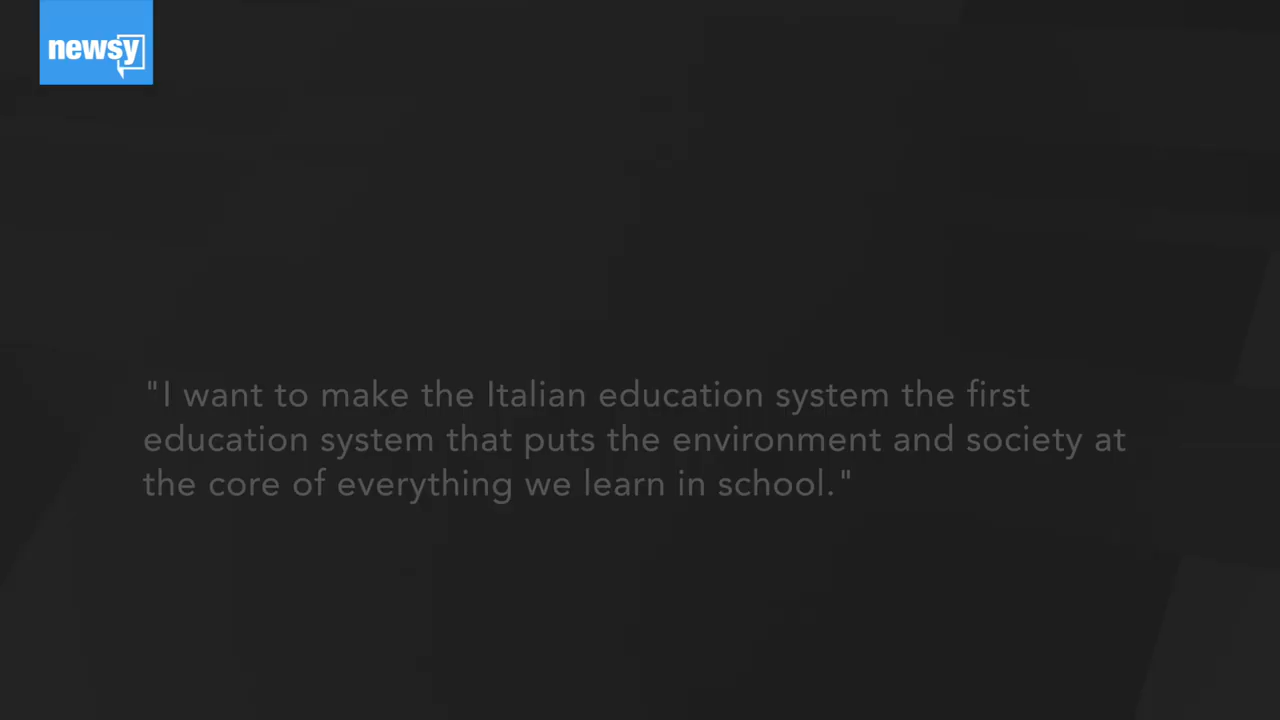 newsy
"I want to make the Italian education system the first
education system that puts the environment and society at
the core of everything we learn in school."